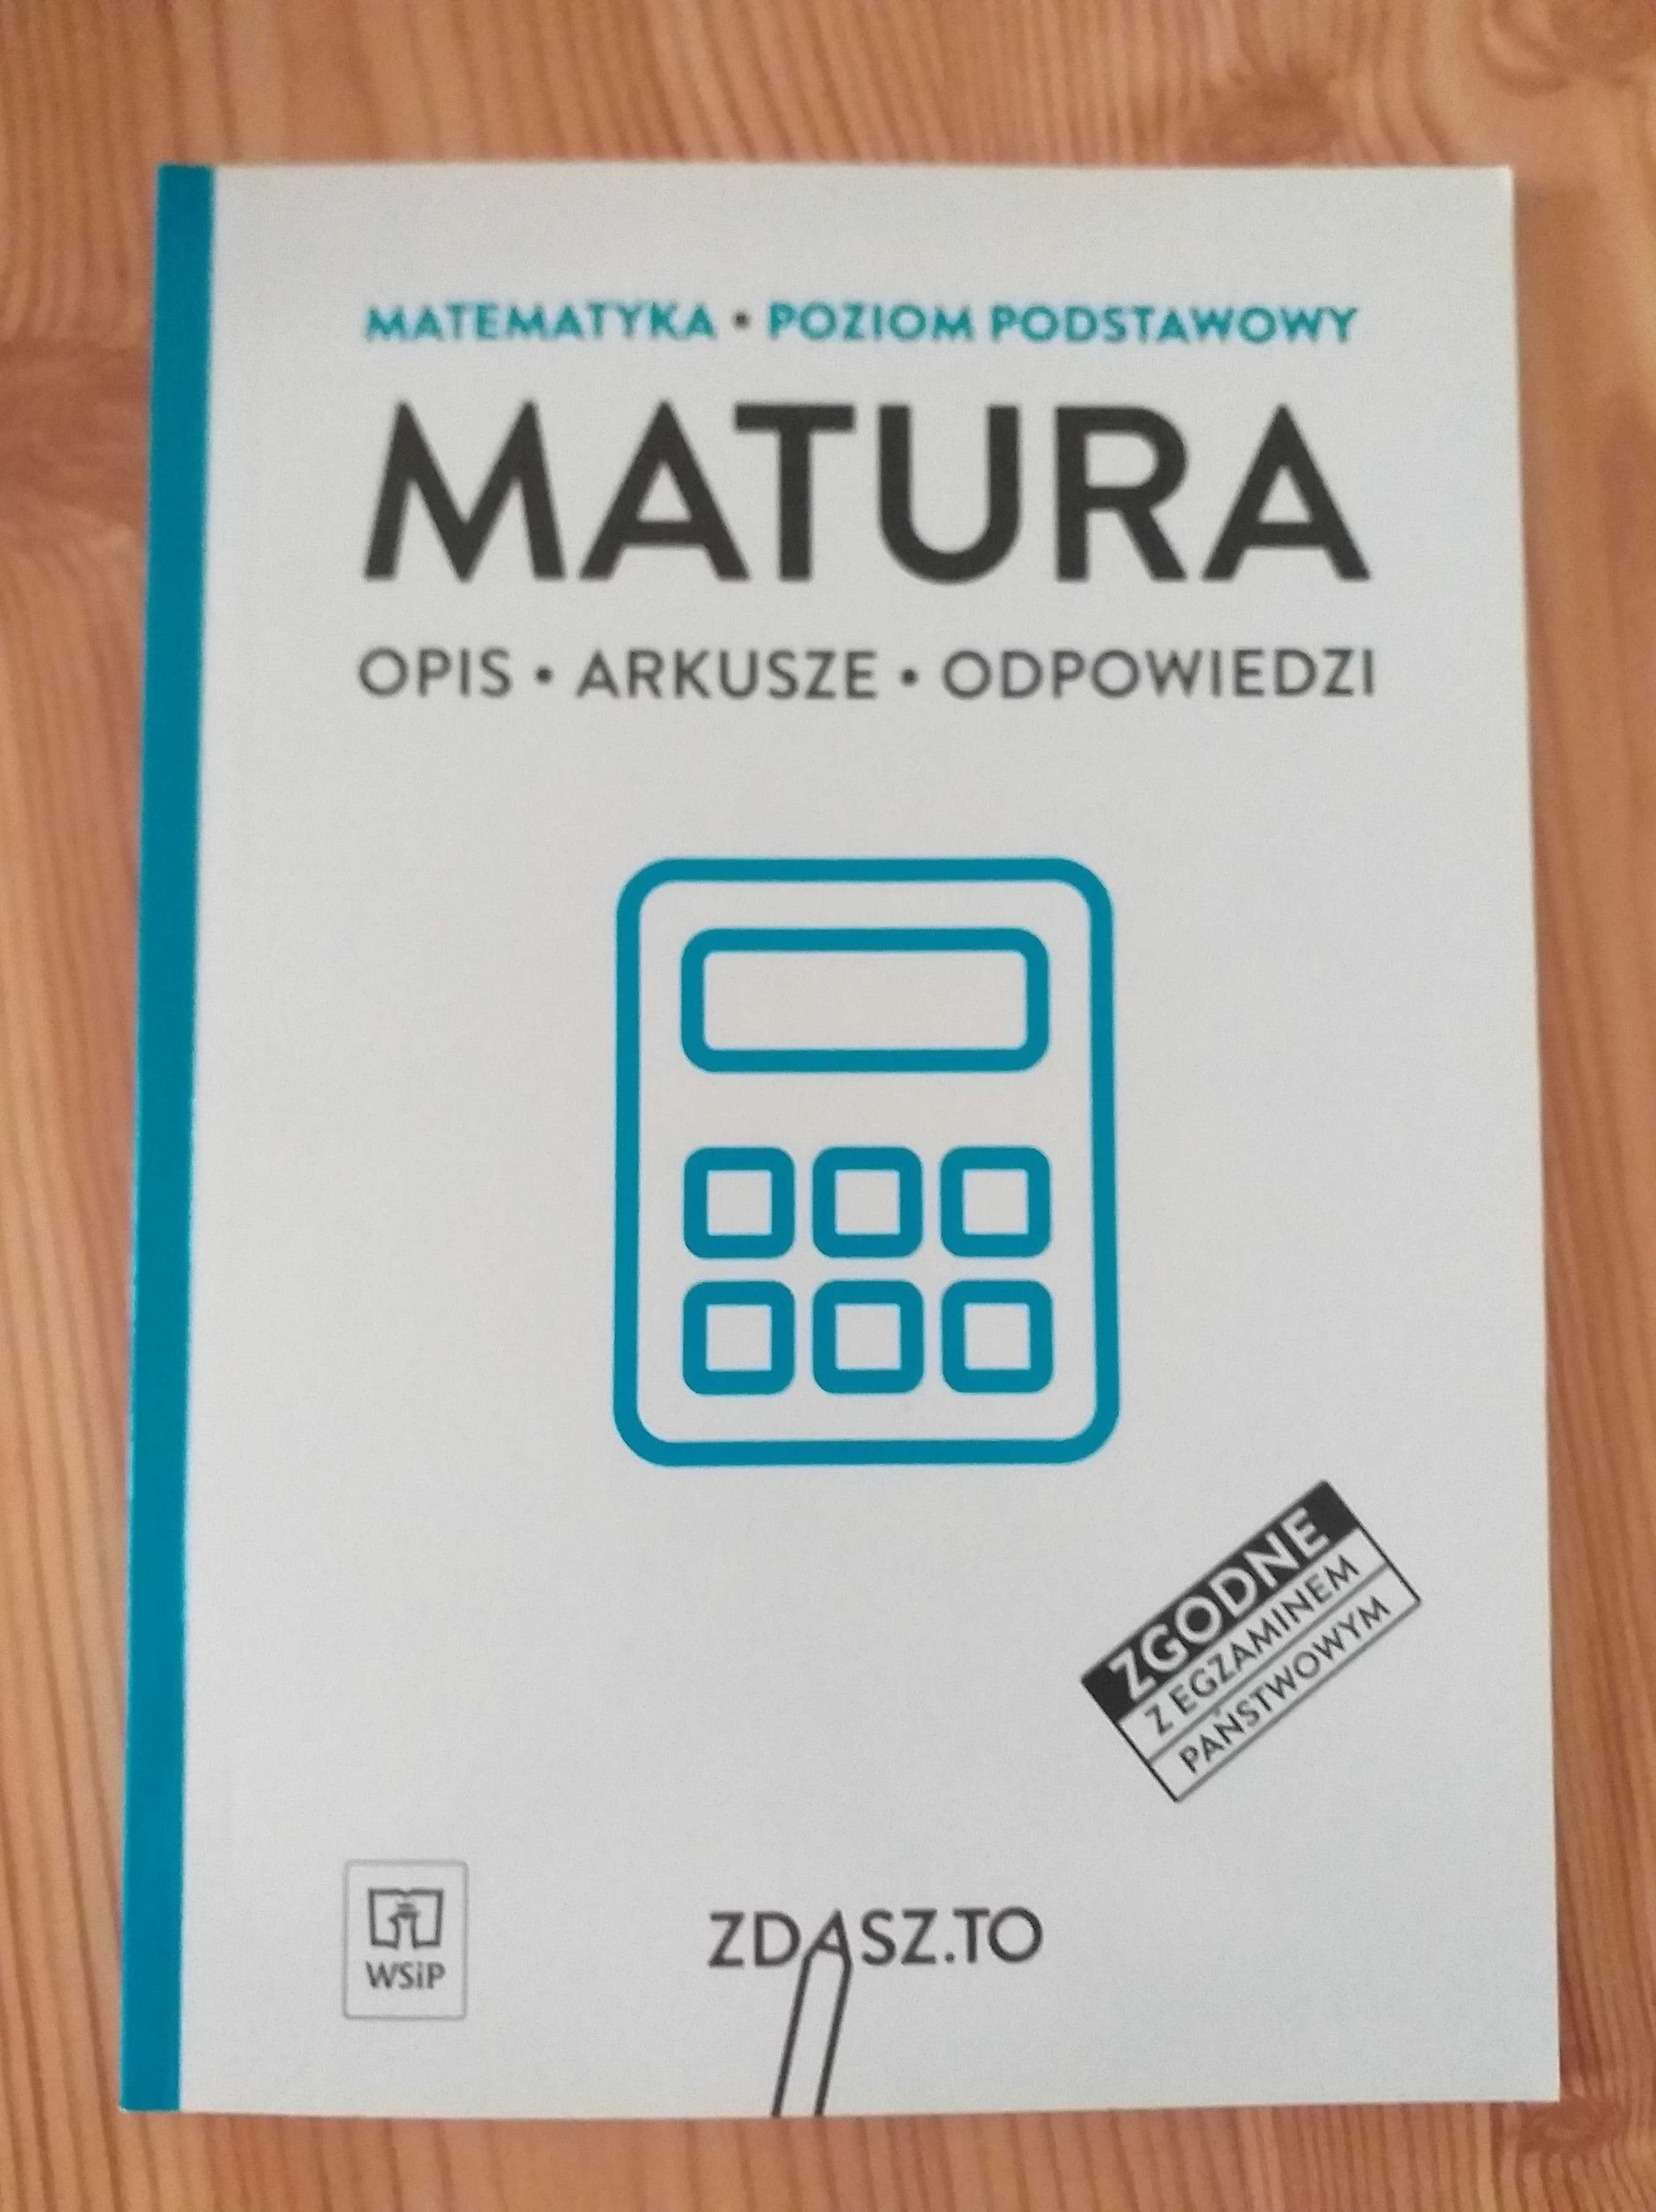 MATEMATYKA • POZIOM PODSTAWOWY
MATURA
OPIS • ARKUSZE • ODPOWIEDZI
ZGODNE
Z EGZAMINEM
PAŃSTWOWYM
WSiP
ZDASZ.TO